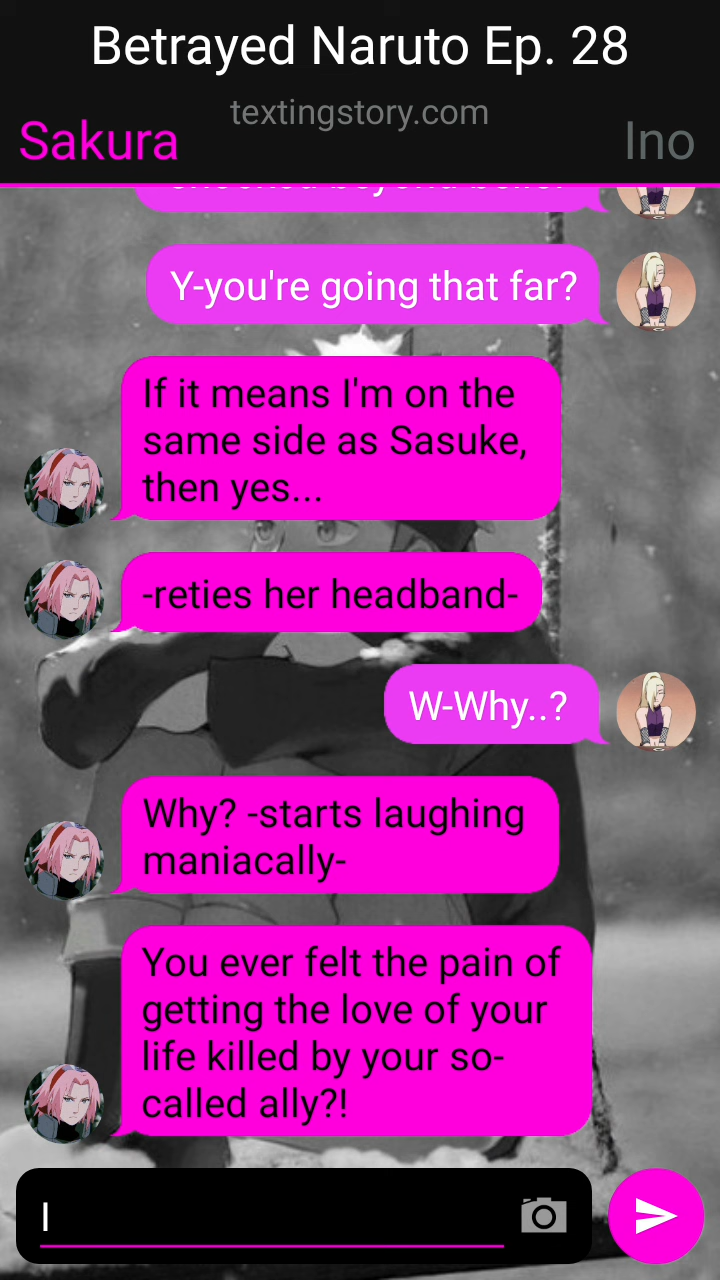 Betrayed Naruto Ep. 28
textingstory.com
Sakura
Ino
Y-you're going that far?
If it means I'm on the
same side as Sasuke,
then yes...
-reties her headband-
W-Why..?
Why? -starts laughing
maniacally-
You ever felt the pain of
getting the love of your
life killed by your so-
called ally?!